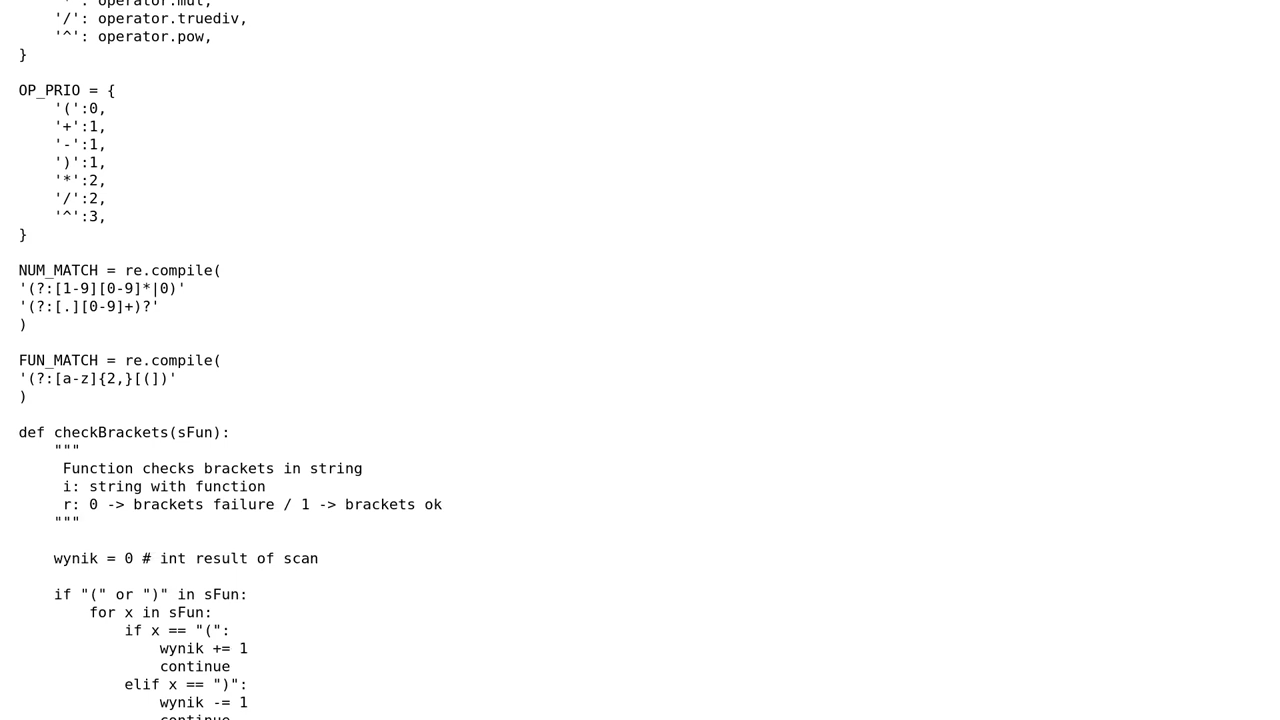 '*': operator.mul,
    '/': operator.truediv,
    '^': operator.pow,
}

OP_PRIO = {
    '(':0,
    '+':1,
    '-':1,
    ')':1,
    '*':2,
    '/':2,
    '^':3,
}

NUM_MATCH = re.compile(
'(?:[1-9][0-9]*|0)'
'(?:[.][0-9]+)?'
)

FUN_MATCH = re.compile(
'(?:[a-z]{2,}[(])'
)

def checkBrackets(sFun):
    """
     Function checks brackets in string
     i: string with function
     r: 0 -> brackets failure / 1 -> brackets ok
    """

    wynik = 0 # int result of scan

    if "(" or ")" in sFun:
        for x in sFun:
            if x == "(":
                wynik += 1
                continue
            elif x == ")":
                wynik -= 1
                continue